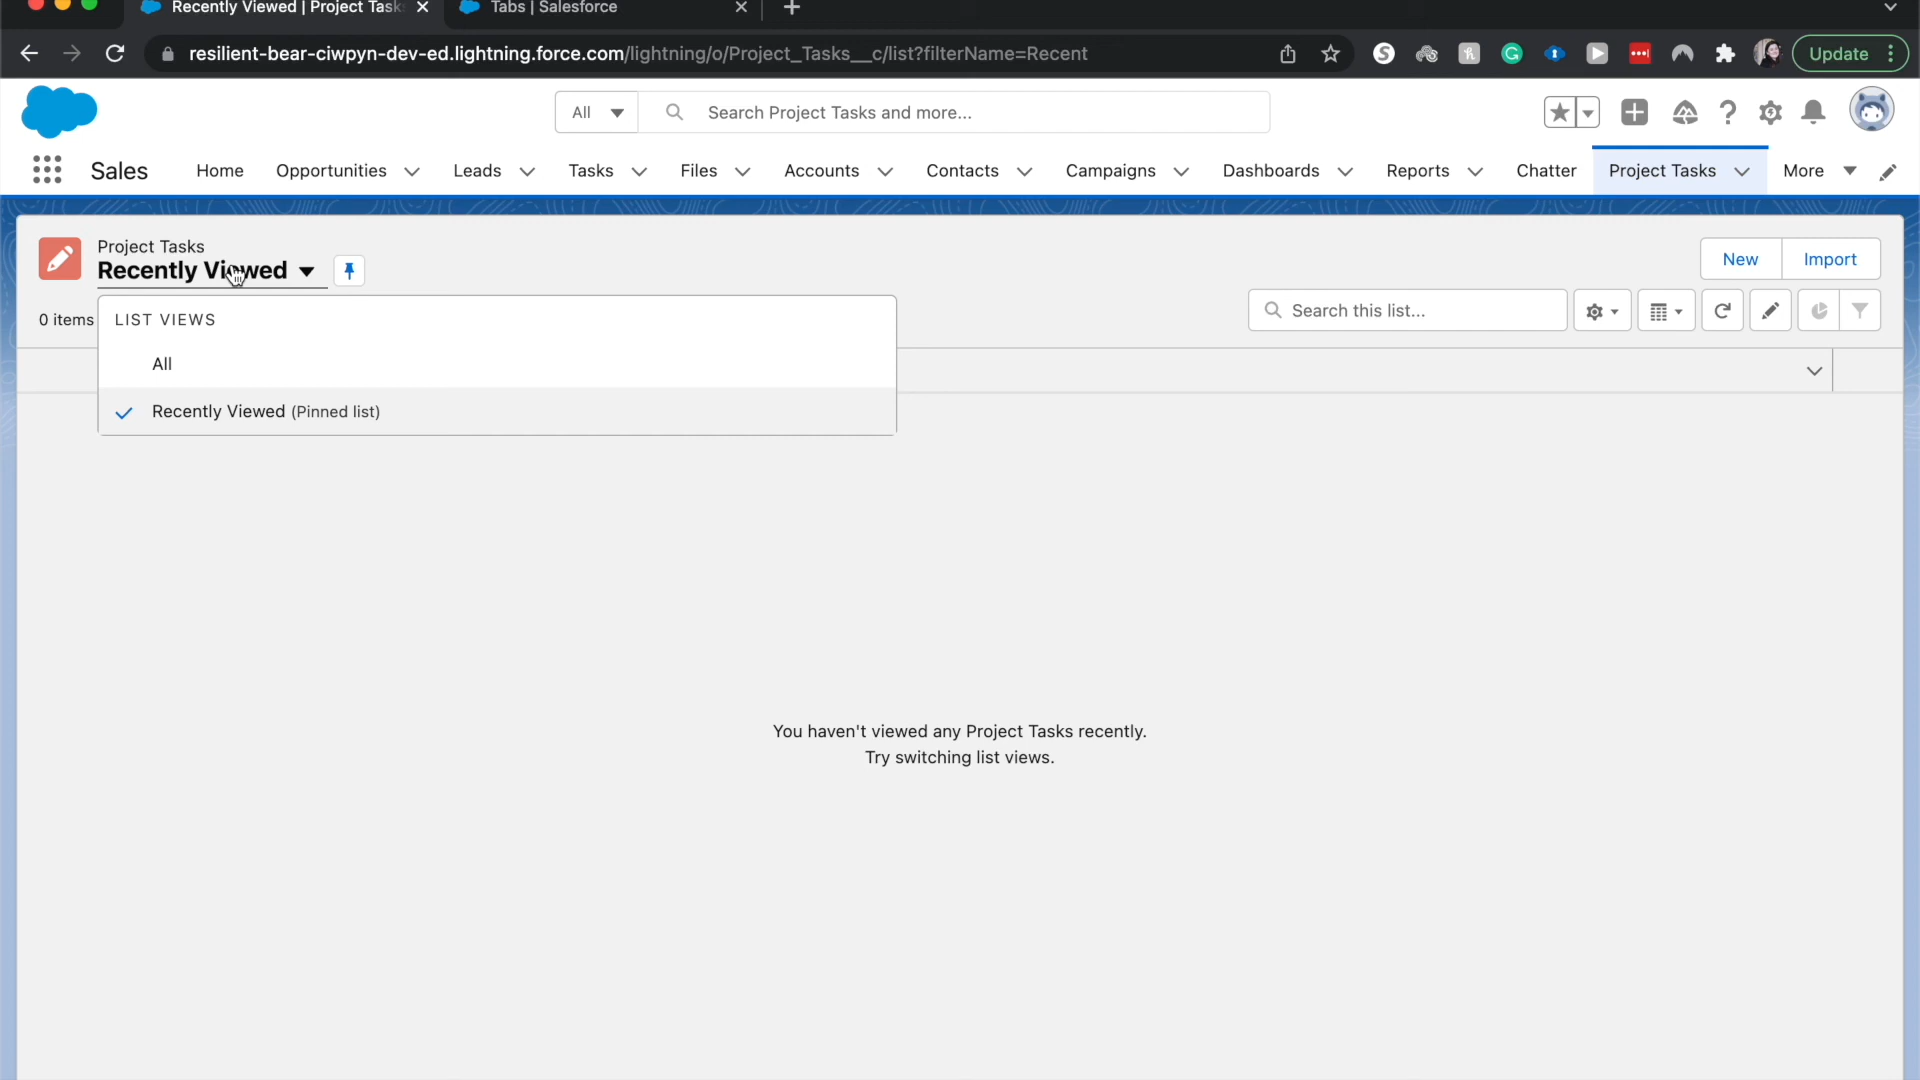 Recently Viewed | Project Task
Tabs | Salesforce
resilient-bear-ciwpyn-dev-ed.lightning.force.com/lightning/o/Project_Tasks__c/list?filterName=Recent
Update
All
Search Project Tasks and more...
Sales
Home
Opportunities
Leads
Tasks
Files
Accounts
Contacts
Campaigns
Dashboards
Reports
Chatter
Project Tasks
More
Project Tasks
Recently Viewed
New
Import
0 items
Search this list...
LIST VIEWS
All
Recently Viewed (Pinned list)
You haven't viewed any Project Tasks recently.
Try switching list views.